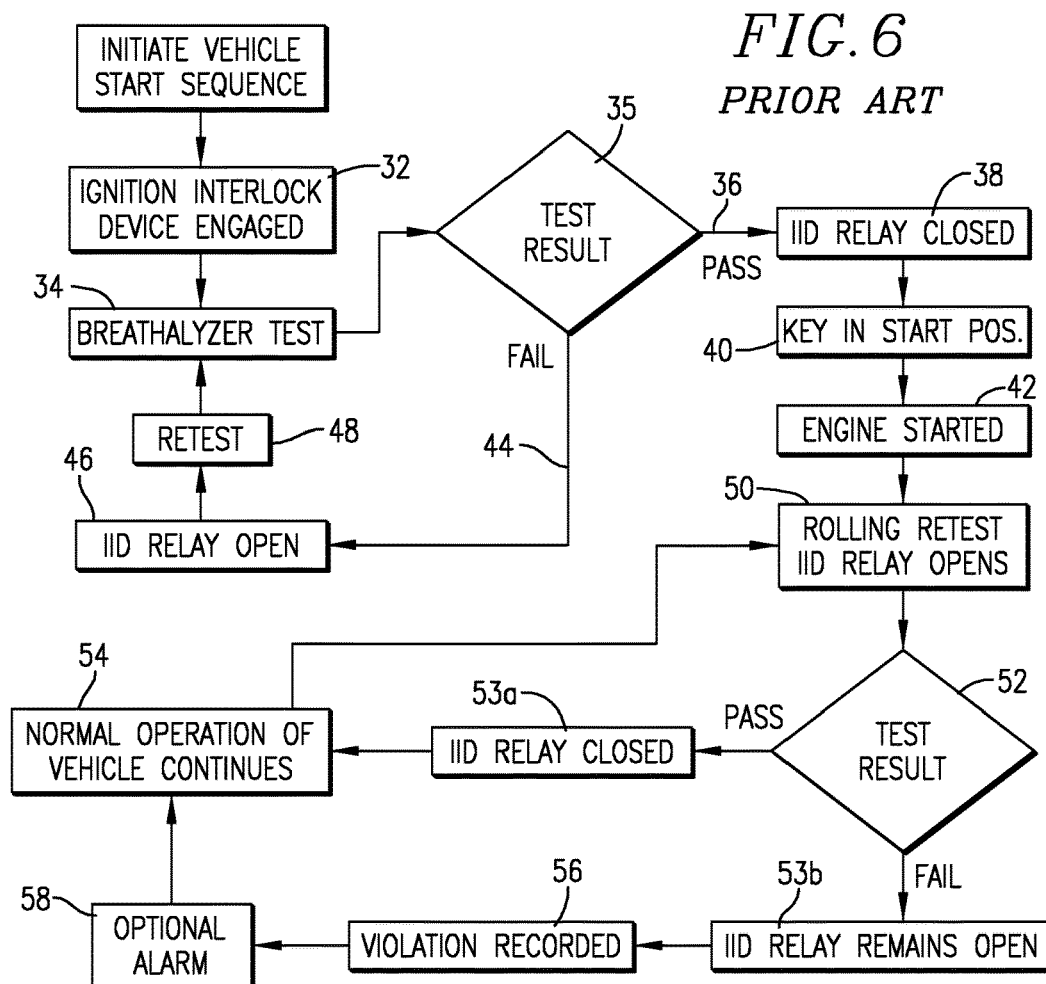 FIG. 6
PRIOR ART
INITIATE VEHICLE
START SEQUENCE
32
IGNITION INTERLOCK
DEVICE ENGAGED
34
BREATHALYZER TEST
35
TEST
RESULT
36
PASS
38
IID RELAY CLOSED
40
KEY IN START POS.
42
ENGINE STARTED
FAIL
44
RETEST
48
46
IID RELAY OPEN
50
ROLLING RETEST
IID RELAY OPENS
52
TEST
RESULT
PASS
53a
IID RELAY CLOSED
54
NORMAL OPERATION OF
VEHICLE CONTINUES
FAIL
53b
IID RELAY REMAINS OPEN
56
VIOLATION RECORDED
58
OPTIONAL
ALARM